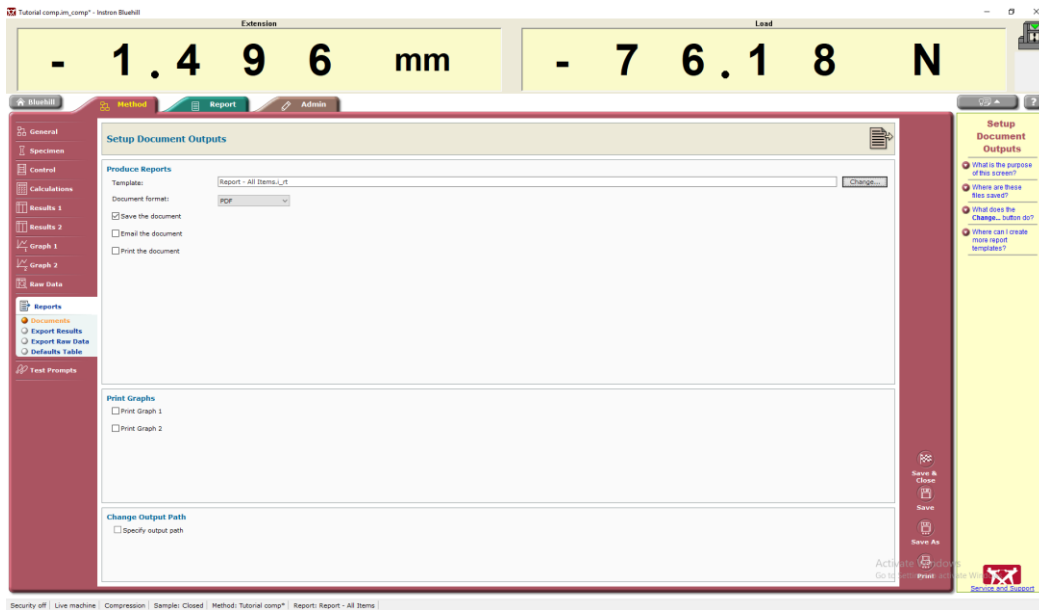 Tutorial comp.im_comp* - Instron Bluehill
Extension
Load
- 1.496 mm
- 76.18 N
Bluehill
Method
Report
Admin
?
General
Specimen
Control
Calculations
Results 1
Results 2
Graph 1
Graph 2
Raw Data
Reports
Documents
Export Results
Export Raw Data
Defaults Table
Test Prompts
Setup Document Outputs
Produce Reports
Template:
Report - All Items.i_rt
Change...
Document format:
PDF
Save the document
Email the document
Print the document
Print Graphs
Print Graph 1
Print Graph 2
Change Output Path
Specify output path
Save &
Close
Save
Save As
Print
Setup
Document
Outputs
What is the purpose
of this screen?
Where are these
files saved?
What does the
Change... button do?
Where can I create
more report
templates?
Service and Support
Security off
Live machine
Compression
Sample: Closed
Method: Tutorial comp*
Report: Report - All Items